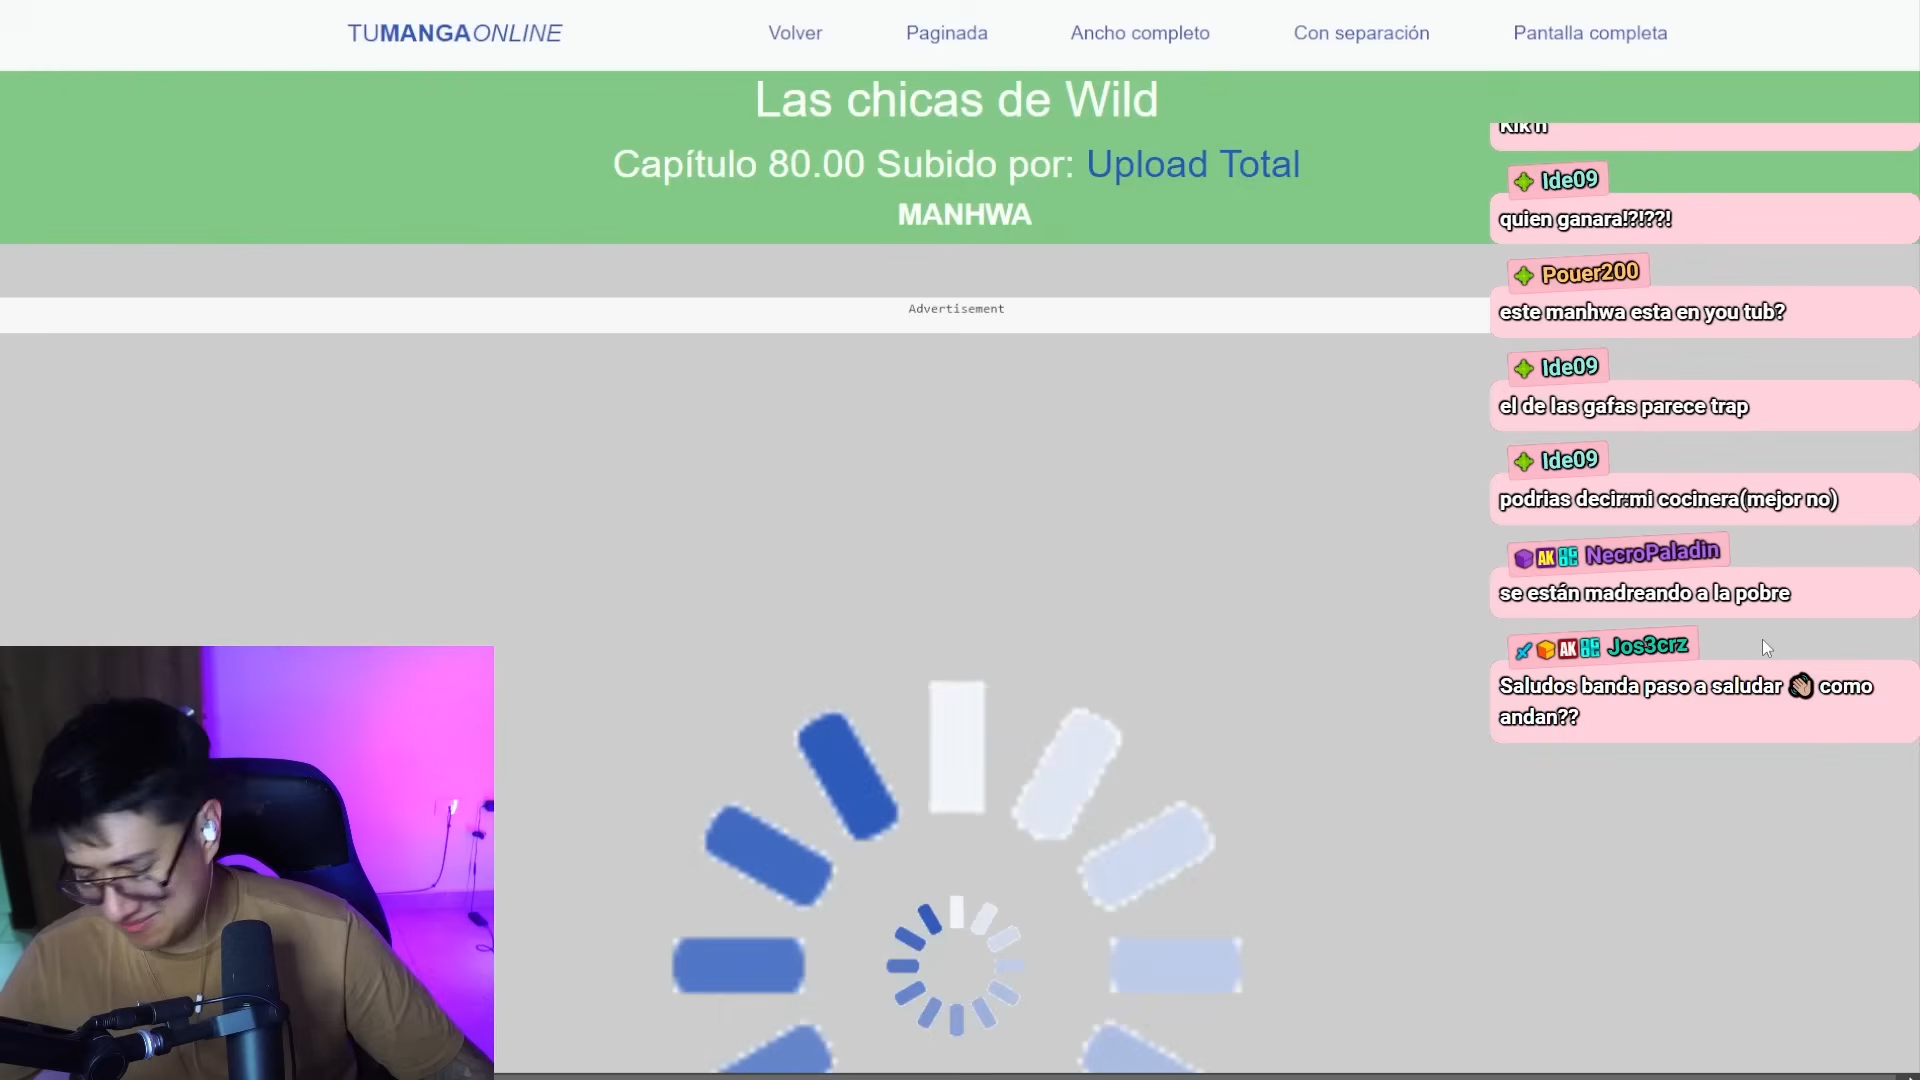 TUMANGAONLINE
Volver
Paginada
Ancho completo
Con separación
Pantalla completa
Las chicas de Wild
Capítulo 80.00 Subido por: Upload Total
MANHWA
Advertisement
Ide09
quien ganara!?!??!
Pouer200
este manhwa esta en you tub?
Ide09
el de las gafas parece trap
Ide09
podrias decir:mi cocinera(mejor no)
AK NecroPaladin
se están madreando a la pobre
AK Jos3crz
Saludos banda paso a saludar 👋🏽 como
andan??